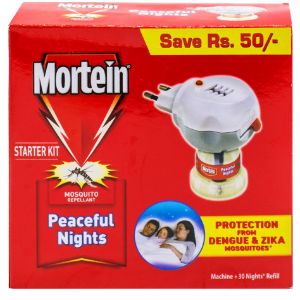 Save Rs. 50/-
Mortein
STARTER KIT
MOSQUITO
REPELLANT
Peaceful
Nights
Mortein
PROTECTION
FROM
DENGUE & ZIKA
MOSQUITOES*
Machine + 30 Nights* Refill